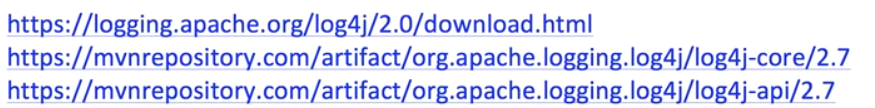 https://logging.apache.org/log4j/2.0/download.html
https://mvnrepository.com/artifact/org.apache.logging.log4j/log4j-core/2.7
https://mvnrepository.com/artifact/org.apache.logging.log4j/log4j-api/2.7